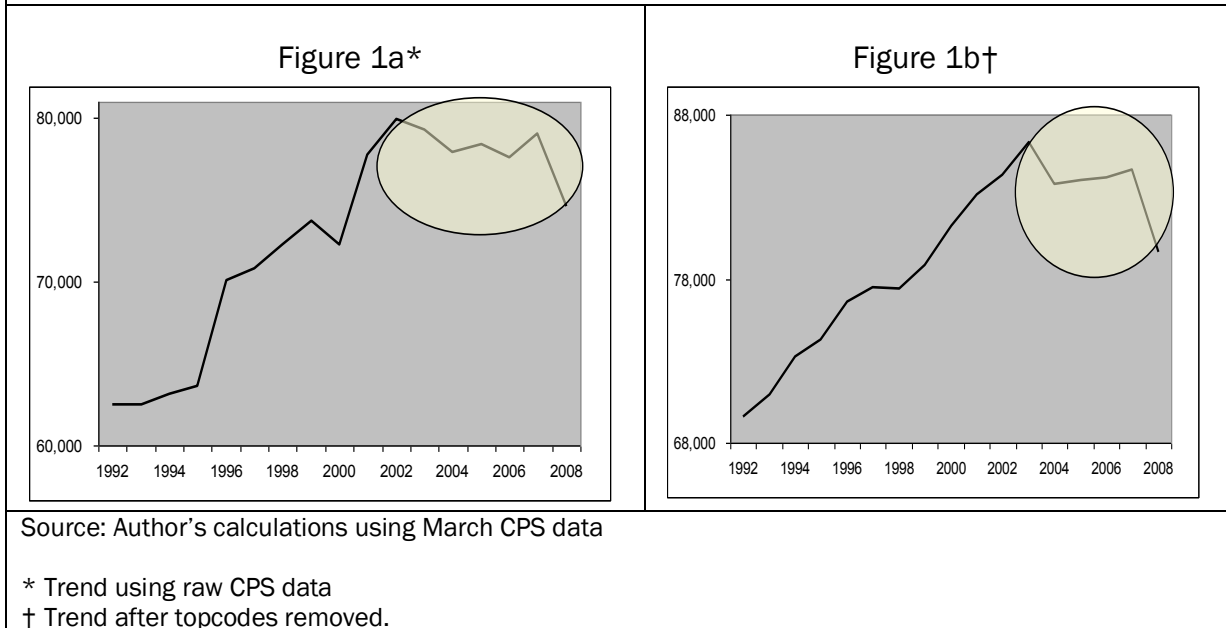 Figure 1a*
80,000
70,000
60,000
1992 1994 1996 1998 2000 2002 2004 2006 2008
Figure 1b†
88,000
78,000
68,000
1992 1994 1996 1998 2000 2002 2004 2006 2008
Source: Author’s calculations using March CPS data
* Trend using raw CPS data
† Trend after topcodes removed.